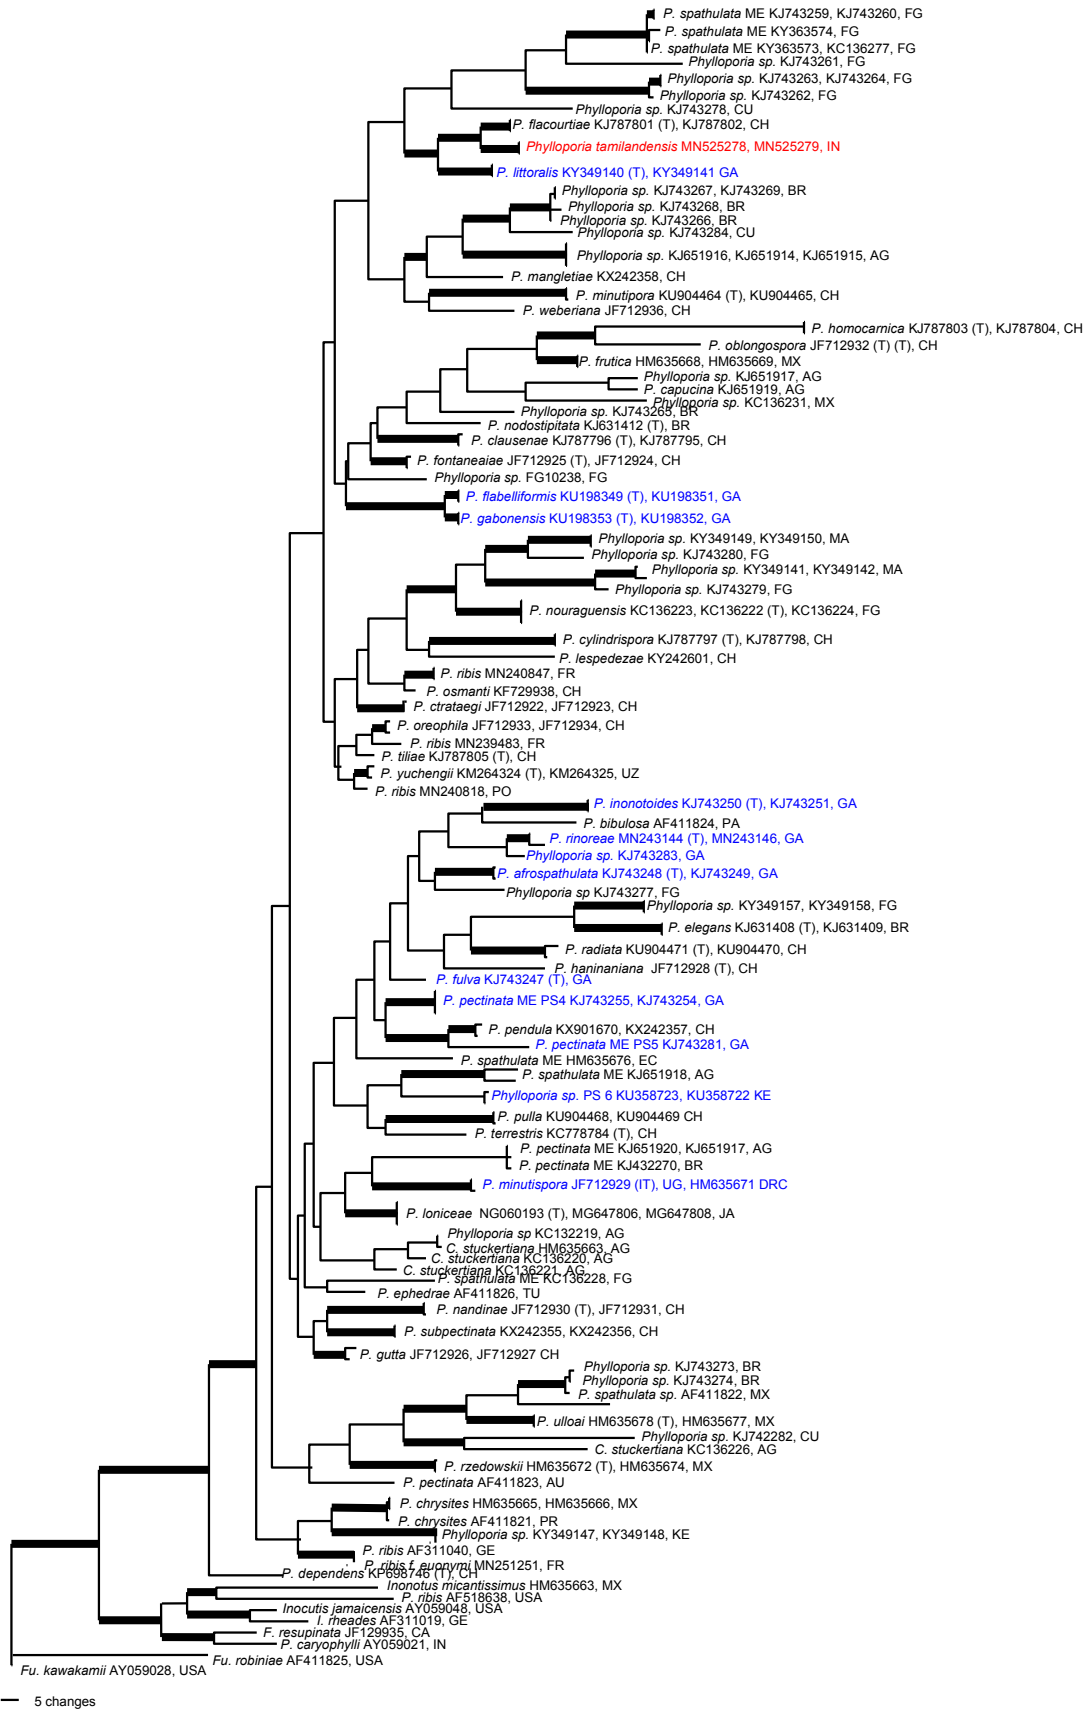 P. spathulata ME KJ743259, KJ743260, FG
P. spathulata ME KY363574, FG
P. spathulata ME KY363573, KC136277, FG
Phylloporia sp. KJ743261, FG
Phylloporia sp. KJ743263, KJ743264, FG
Phylloporia sp. KJ743262, FG
Phylloporia sp. KJ743278, CU
P. flacourtiae KJ787801 (T), KJ787802, CH
Phylloporia tamilandensis MN525278, MN525279, IN
P. littoralis KY349140 (T), KY349141 GA
Phylloporia sp. KJ743267, KJ743269, BR
Phylloporia sp. KJ743268, BR
Phylloporia sp. KJ743266, BR
Phylloporia sp. KJ743284, CU
Phylloporia sp. KJ651916, KJ651914, KJ651915, AG
P. mangletiae KX242358, CH
P. minutipora KU904464 (T), KU904465, CH
P. weberiana JF712936, CH
P. homocarnica KJ787803 (T), KJ787804, CH
P. oblongospora JF712932 (T) (T), CH
P. frutica HM635668, HM635669, MX
Phylloporia sp. KJ651917, AG
P. capucina KJ651919, AG
Phylloporia sp. KC136231, MX
Phylloporia sp. KJ743265, BR
P. nodostipitata KJ631412 (T), BR
P. clausenae KJ787796 (T), KJ787795, CH
P. fontaneaiae JF712925 (T), JF712924, CH
Phylloporia sp. FG10238, FG
P. flabelliformis KU198349 (T), KU198351, GA
P. gabonensis KU198353 (T), KU198352, GA
Phylloporia sp. KY349149, KY349150, MA
Phylloporia sp. KJ743280, FG
Phylloporia sp. KY349141, KY349142, MA
Phylloporia sp. KJ743279, FG
P. nouraguensis KC136223, KC136222 (T), KC136224, FG
P. cylindrispora KJ787797 (T), KJ787798, CH
P. lespedezae KY242601, CH
P. ribis MN240847, FR
P. osmanti KF729938, CH
P. ctrataegi JF712922, JF712923, CH
P. oreophila JF712933, JF712934, CH
P. ribis MN239483, FR
P. tiliae KJ787805 (T), CH
P. yuchengii KM264324 (T), KM264325, UZ
P. ribis MN240818, PO
P. inonotoides KJ743250 (T), KJ743251, GA
P. bibulosa AF411824, PA
P. rinoreae MN243144 (T), MN243146, GA
Phylloporia sp. KJ743283, GA
P. afrospathulata KJ743248 (T), KJ743249, GA
Phylloporia sp KJ743277, FG
Phylloporia sp. KY349157, KY349158, FG
P. elegans KJ631408 (T), KJ631409, BR
P. radiata KU904471 (T), KU904470, CH
P. haninaniana JF712928 (T), CH
P. fulva KJ743247 (T), GA
P. pectinata ME PS4 KJ743255, KJ743254, GA
P. pendula KX901670, KX242357, CH
P. pectinata ME PS5 KJ743281, GA
P. spathulata ME HM635676, EC
P. spathulata ME KJ651918, AG
Phylloporia sp. PS 6 KU358723, KU358722 KE
P. pulla KU904468, KU904469 CH
P. terrestris KC778784 (T), CH
P. pectinata ME KJ651920, KJ651917, AG
P. pectinata ME KJ432270, BR
P. minutispora JF712929 (IT), UG, HM635671 DRC
P. loniceae NG060193 (T), MG647806, MG647808, JA
Phylloporia sp KC132219, AG
C. stuckertiana HM635663, AG
C. stuckertiana KC136220, AG
C. stuckertiana KC136221, AG
P. spathulata ME KC136228, FG
P. ephedrae AF411826, TU
P. nandinae JF712930 (T), JF712931, CH
P. subpectinata KX242355, KX242356, CH
P. gutta JF712926, JF712927 CH
Phylloporia sp. KJ743273, BR
Phylloporia sp. KJ743274, BR
P. spathulata sp. AF411822, MX
P. ulloai HM635678 (T), HM635677, MX
Phylloporia sp. KJ742282, CU
C. stuckertiana KC136226, AG
P. rzedowskii HM635672 (T), HM635674, MX
P. pectinata AF411823, AU
P. chrysites HM635665, HM635666, MX
P. chrysites AF411821, PR
Phylloporia sp. KY349147, KY349148, KE
P. ribis AF311040, GE
P. ribis f. euonymi MN251251, FR
P. dependens KP698746 (T), CH
Inonotus micantissimus HM635663, MX
P. ribis AF518638, USA
Inocutis jamaicensis AY059048, USA
I. rheades AF311019, GE
F. resupinata JF129935, CA
P. caryophylli AY059021, IN
Fu. robiniae AF411825, USA
Fu. kawakamii AY059028, USA
5 changes